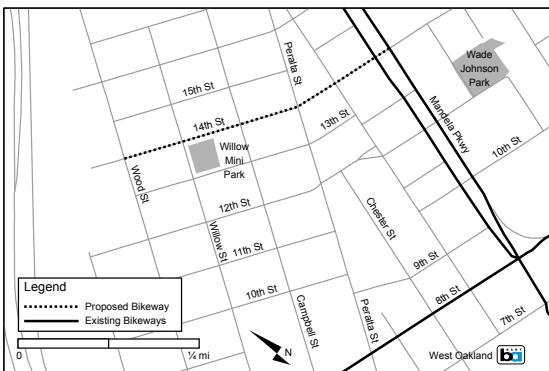 Wade
Johnson
Park
Peralta St
15th St
14th St
13th St
Mandela Pkwy
10th St
Willow
Mini
Park
Wood St
12th St
Willow St
11th St
Chester St
9th St
10th St
8th St
Campbell St
Peralta St
7th St
Legend
Proposed Bikeway
Existing Bikeways
0
¼ mi
N
West Oakland
ba